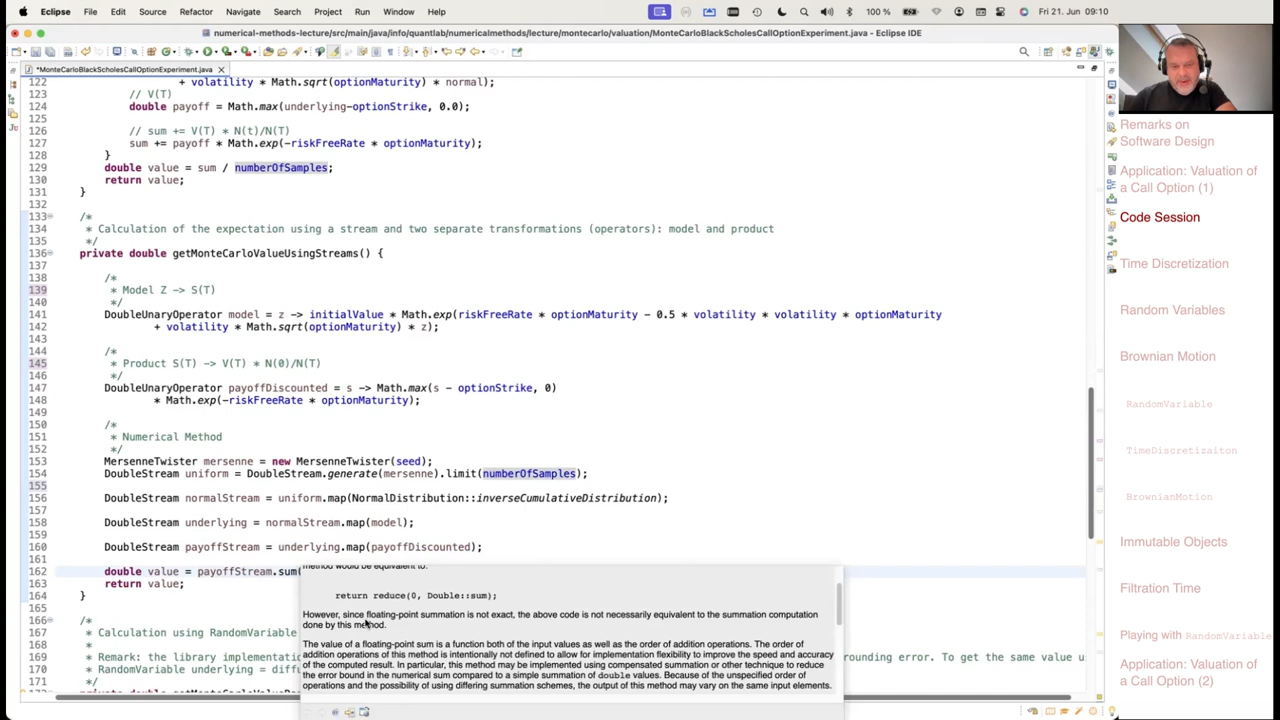 Eclipse File Edit View Source Refactor Navigate Search Project Run Window Help 100 % Fri 21. Jun 09:10
numerical-methods-lecture/src/main/java/info/quantlab/numericalmethods/lecture/montecarlo/valuation/MonteCarloBlackScholesCallOptionExperiment.java - Eclipse IDE
*MonteCarloBlackScholesCallOptionExperiment.java
122 + volatility * Math.sqrt(optionMaturity) * normal);
123 // V(T)
124 double payoff = Math.max(underlying-optionStrike, 0.0);
125
126 // sum += V(T) * N(t)/N(T)
127 sum += payoff * Math.exp(-riskFreeRate * optionMaturity);
128 }
129 double value = sum / numberOfSamples;
130 return value;
131 }
132
133 /*
134 * Calculation of the expectation using a stream and two separate transformations (operators): model and product
135 */
136 private double getMonteCarloValueUsingStreams() {
137
138 /*
139 * Model Z -> S(T)
140 */
141 DoubleUnaryOperator model = z -> initialValue * Math.exp(riskFreeRate * optionMaturity - 0.5 * volatility * volatility * optionMaturity
142 + volatility * Math.sqrt(optionMaturity) * z);
143
144 /*
145 * Product S(T) -> V(T) * N(0)/N(T)
146 */
147 DoubleUnaryOperator payoffDiscounted = s -> Math.max(s - optionStrike, 0)
148 * Math.exp(-riskFreeRate * optionMaturity);
149
150 /*
151 * Numerical Method
152 */
153 MersenneTwister mersenne = new MersenneTwister(seed);
154 DoubleStream uniform = DoubleStream.generate(mersenne).limit(numberOfSamples);
155
156 DoubleStream normalStream = uniform.map(NormalDistribution::inverseCumulativeDistribution);
157
158 DoubleStream underlying = normalStream.map(model);
159
160 DoubleStream payoffStream = underlying.map(payoffDiscounted);
161
162 double value = payoffStream.sum(
163 return value;
164 }
165
166 /*
167 * Calculation using RandomVariable
168 *
169 * Remark: the library implementatio
170 RandomVariable underlying = diff
171 */
method would be equivalent to:
return reduce(0, Double::sum);
However, since floating-point summation is not exact, the above code is not necessarily equivalent to the summation computation
done by this method.
The value of a floating-point sum is a function both of the input values as well as the order of addition operations. The order of
addition operations of this method is intentionally not defined to allow for implementation flexibility to improve the speed and accuracy
of the computed result. In particular, this method may be implemented using compensated summation or other technique to reduce
the error bound in the numerical sum compared to a simple summation of double values. Because of the unspecified order of
operations and the possibility of using differing summation schemes, the output of this method may vary on the same input elements.
rounding error. To get the same value u
Remarks on
Software Design
Application: Valuation of
a Call Option (1)
Code Session
Time Discretization
Random Variables
Brownian Motion
RandomVariable
TimeDiscretizaiton
BrownianMotion
Immutable Objects
Filtration Time
Playing with RandomVariable
Application: Valuation of
a Call Option (2)